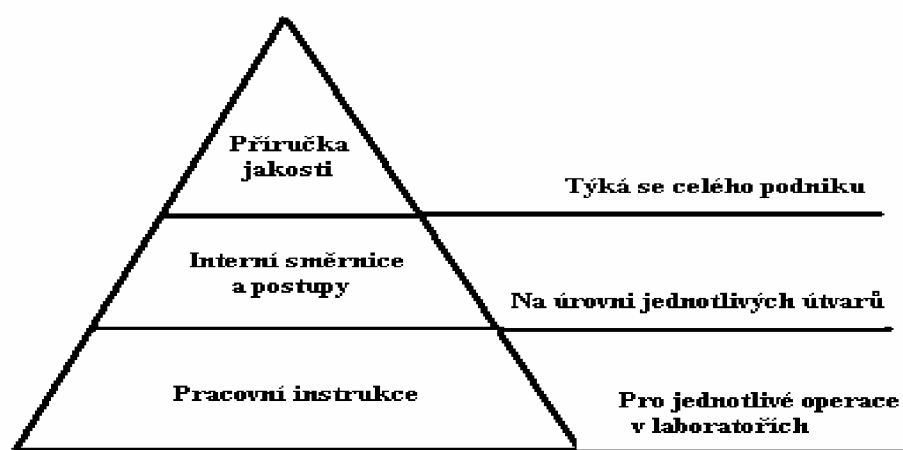 Příručka
jakosti
Týká se celého podniku
Interní směrnice
a postupy
Na úrovni jednotlivých útvarů
Pracovní instrukce
Pro jednotlivé operace
v laboratořích